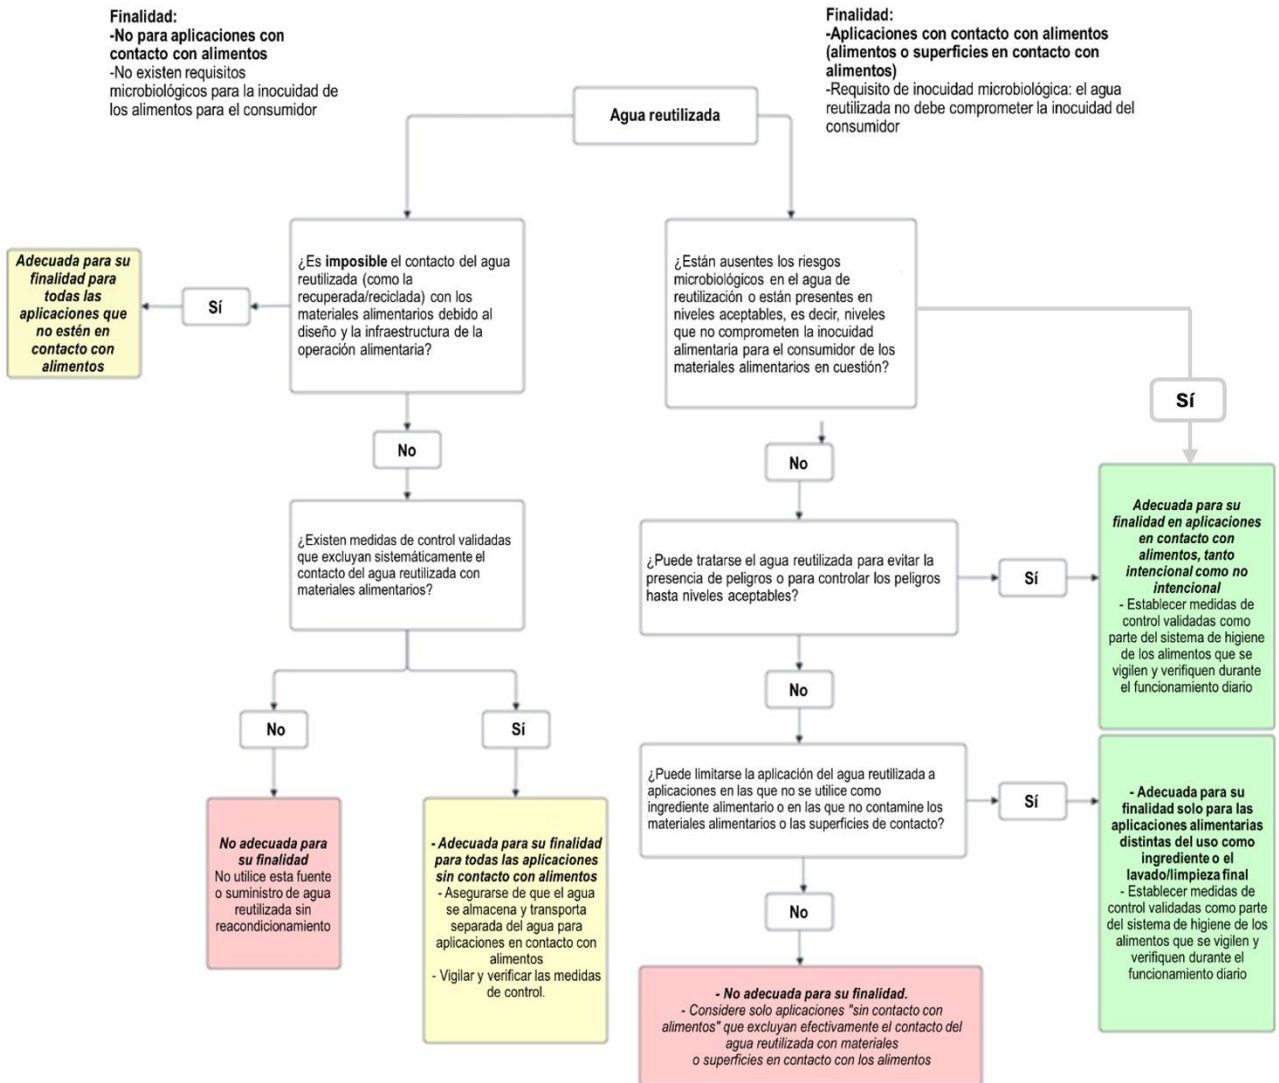 Finalidad:
-No para aplicaciones con
contacto con alimentos
-No existen requisitos
microbiológicos para la inocuidad de
los alimentos para el consumidor
Finalidad:
-Aplicaciones con contacto con alimentos
(alimentos o superficies en contacto con
alimentos)
-Requisito de inocuidad microbiológica: el agua
reutilizada no debe comprometer la inocuidad del
consumidor
Agua reutilizada
¿Es imposible el contacto del agua
reutilizada (como la
recuperada/reciclada) con los
materiales alimentarios debido al
diseño y la infraestructura de la
operación alimentaria?
Sí
Adecuada para su
finalidad para
todas las
aplicaciones que
no estén en
contacto con
alimentos
No
¿Existen medidas de control validadas
que excluyan sistemáticamente el
contacto del agua reutilizada con
materiales alimentarios?
No
Sí
No adecuada para
su finalidad
No utilice esta fuente
o suministro de agua
reutilizada sin
reacondicionamiento
- Adecuada para su finalidad
para todas las aplicaciones
sin contacto con alimentos
- Asegurarse de que el agua
se almacena y transporta
separada del agua para
aplicaciones en contacto con
alimentos
- Vigilar y verificar las medidas
de control.
¿Están ausentes los riesgos
microbiológicos en el agua de
reutilización o están presentes en
niveles aceptables, es decir, niveles
que no comprometen la inocuidad
alimentaria para el consumidor de los
materiales alimentarios en cuestión?
Sí
No
¿Puede tratarse el agua reutilizada para evitar la
presencia de peligros o para controlar los peligros
hasta niveles aceptables?
Sí
Adecuada para su
finalidad en aplicaciones
en contacto con
alimentos, tanto
intencional como no
intencional
- Establecer medidas de
control validadas como
parte del sistema de higiene
de los alimentos que se
vigilen y verifiquen durante
el funcionamiento diario
No
¿Puede limitarse la aplicación del agua reutilizada a
aplicaciones en las que no se utilice como
ingrediente alimentario o en las que no contamine los
materiales alimentarios o las superficies de contacto?
Sí
- Adecuada para su
finalidad solo para las
aplicaciones alimentarias
distintas del uso como
ingrediente o el
lavado/limpieza final
- Establecer medidas de
control validadas como parte
del sistema de higiene de los
alimentos que se vigilen y
verifiquen durante el
funcionamiento diario
No
- No adecuada para su finalidad.
- Considere solo aplicaciones "sin contacto con
alimentos" que excluyan efectivamente el contacto del
agua reutilizada con materiales
o superficies en contacto con los alimentos